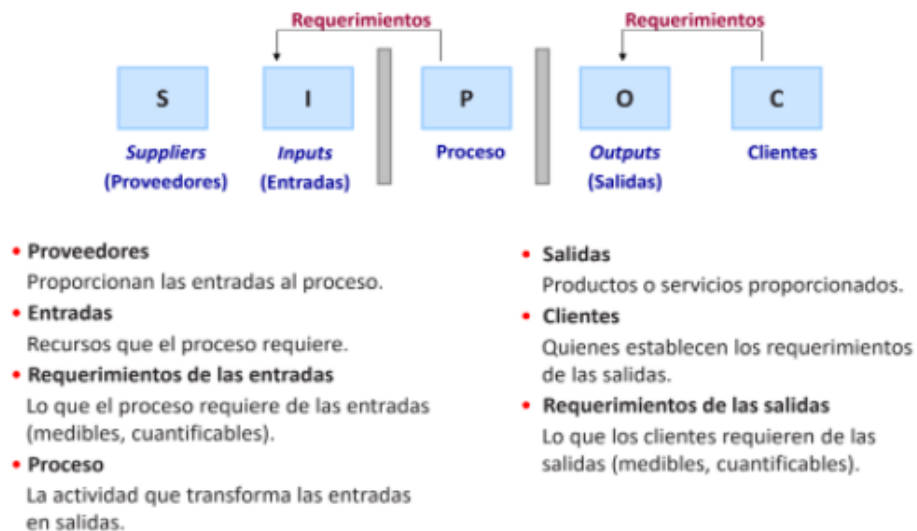 Requerimientos
Requerimientos
S
I
P
O
C
Suppliers
(Proveedores)
Inputs
(Entradas)
Proceso
Outputs
(Salidas)
Clientes
• Proveedores
Proporcionan las entradas al proceso.
• Entradas
Recursos que el proceso requiere.
• Requerimientos de las entradas
Lo que el proceso requiere de las entradas
(medibles, cuantificables).
• Proceso
La actividad que transforma las entradas
en salidas.
• Salidas
Productos o servicios proporcionados.
• Clientes
Quienes establecen los requerimientos
de las salidas.
• Requerimientos de las salidas
Lo que los clientes requieren de las
salidas (medibles, cuantificables).